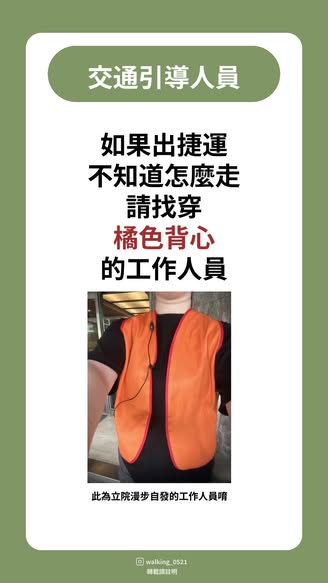 交通引導人員
如果出捷運
不知道怎麼走
請找穿
橘色背心
的工作人員
此為立院漫步自發的工作人員唷
walking_0521
轉載請註明